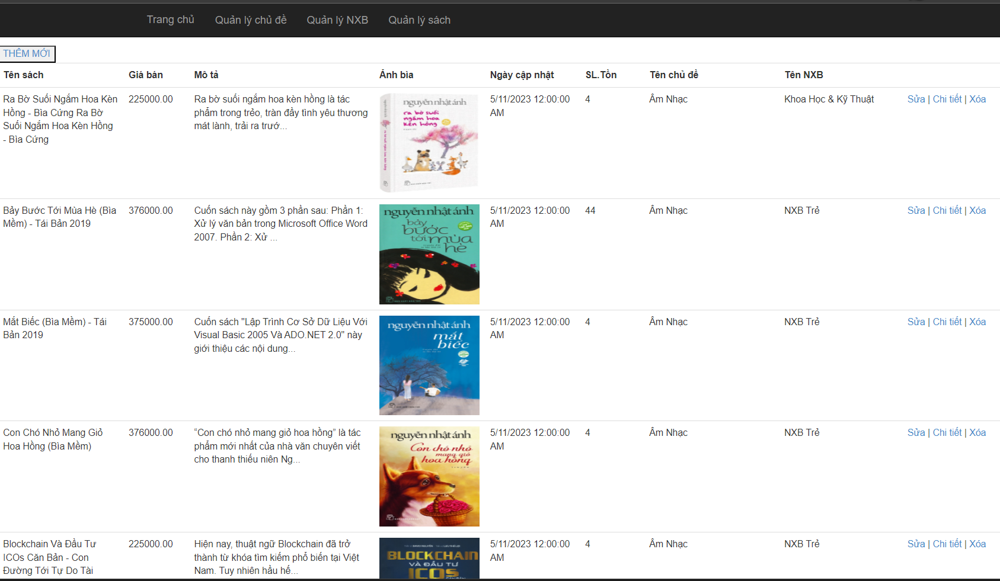 Trang chủ Quản lý chủ đề Quản lý NXB Quản lý sách
THÊM MỚI
Tên sách Giá bán Mô tả Ảnh bìa Ngày cập nhật SL.Tồn Tên chủ đề Tên NXB
Ra Bờ Suối Ngắm Hoa Kèn 225000.00 Ra bờ suối ngắm hoa kèn hồng là tác 5/11/2023 12:00:00 4 Âm Nhạc Khoa Học & Kỹ Thuật Sửa | Chi tiết | Xóa
Hồng - Bìa Cứng Ra Bờ phẩm trong trẻo, tràn đầy tình yêu thương AM
Suối Ngắm Hoa Kèn Hồng mát lành, trải ra trướ...
- Bìa Cứng
nguyễn nhật ánh
ra bờ suối
ngắm hoa
kèn hồng
Bảy Bước Tới Mùa Hè (Bìa 376000.00 Cuốn sách này gồm 3 phần sau: Phần 1: 5/11/2023 12:00:00 44 Âm Nhạc NXB Trẻ Sửa | Chi tiết | Xóa
Mềm) - Tái Bản 2019 Xử lý văn bản trong Microsoft Office Word AM
2007. Phần 2: Xử ...
nguyễn nhật ánh
bảy
bước
tới mùa
hè
Mắt Biếc (Bìa Mềm) - Tái 375000.00 Cuốn sách "Lập Trình Cơ Sở Dữ Liệu Với 5/11/2023 12:00:00 4 Âm Nhạc NXB Trẻ Sửa | Chi tiết | Xóa
Bản 2019 Visual Basic 2005 Và ADO.NET 2.0" này AM
giới thiệu các nội dung...
nguyễn nhật ánh
mắt
biếc
Con Chó Nhỏ Mang Giỏ 376000.00 “Con chó nhỏ mang giỏ hoa hồng” là tác 5/11/2023 12:00:00 4 Âm Nhạc NXB Trẻ Sửa | Chi tiết | Xóa
Hoa Hồng (Bìa Mềm) phẩm mới nhất của nhà văn chuyên viết AM
cho thanh thiếu niên Ng...
nguyễn nhật ánh
Con chó nhỏ
mang giỏ
hoa hồng
Blockchain Và Đầu Tư 225000.00 Hiện nay, thuật ngữ Blockchain đã trở 5/11/2023 12:00:00 4 Âm Nhạc NXB Trẻ Sửa | Chi tiết | Xóa
ICOs Căn Bản - Con thành từ khóa tìm kiếm phổ biến tại Việt AM
Đường Tới Tự Do Tài Nam. Tuy nhiên hầu hế...
BLOCKCHAIN
VÀ ĐẦU TƯ
ICOs